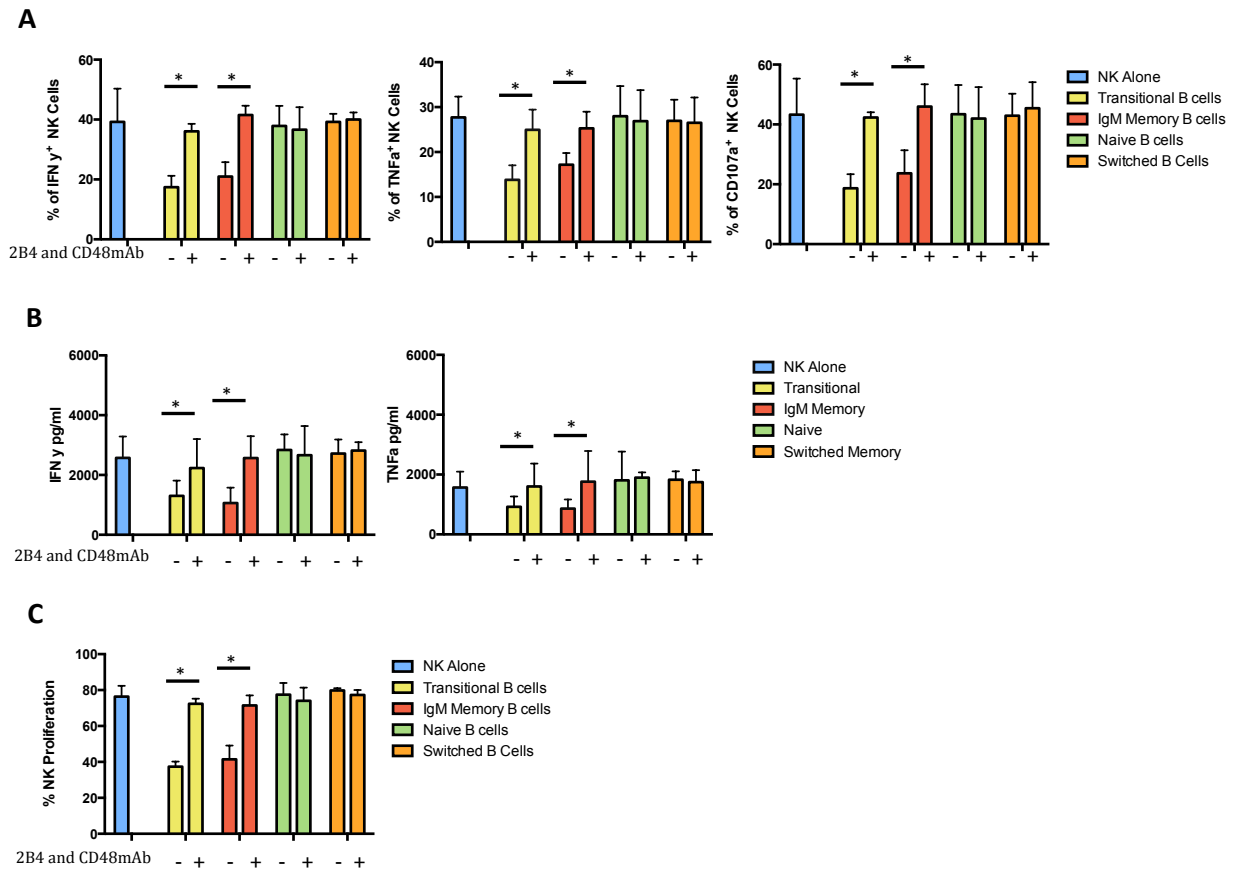 A
% of IFN y+ NK Cells
60
40
20
0
2B4 and CD48mAb
- + - + - + - +
% of TNFa+ NK Cells
40
30
20
10
0
- + - + - + - +
% of CD107a+ NK Cells
60
40
20
0
- + - + - + - +
* *
* *
* *
NK Alone
Transitional B cells
IgM Memory B cells
Naive B cells
Switched B Cells
B
IFN y pg/ml
6000
4000
2000
0
* *
2B4 and CD48mAb
- + - + - + - +
TNFa pg/ml
6000
4000
2000
0
* *
- + - + - + - +
NK Alone
Transitional
IgM Memory
Naive
Switched Memory
C
% NK Proliferation
100
80
60
40
20
0
* *
2B4 and CD48mAb
- + - + - + - +
NK Alone
Transitional B cells
IgM Memory B cells
Naive B cells
Switched B Cells